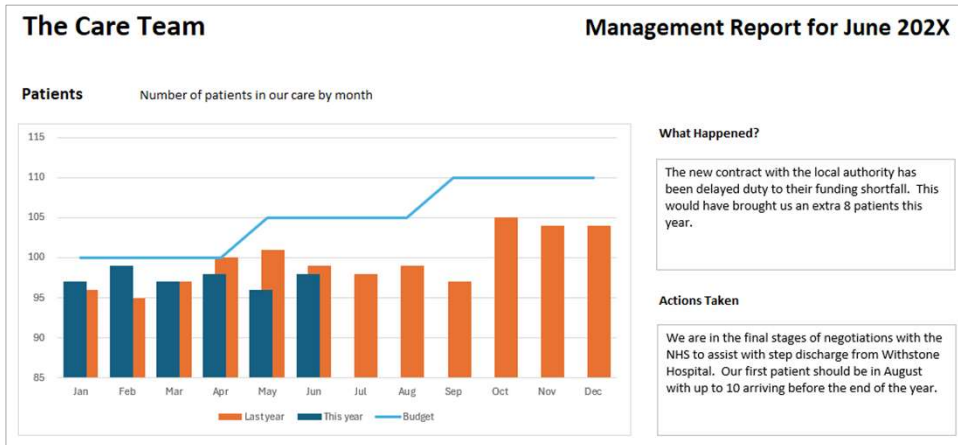 The Care Team
Management Report for June 202X
Patients
Number of patients in our care by month
115
110
105
100
95
90
85
Jan Feb Mar Apr May Jun Jul Aug Sep Oct Nov Dec
Last year This year Budget
What Happened?
The new contract with the local authority has
been delayed duty to their funding shortfall. This
would have brought us an extra 8 patients this
year.
Actions Taken
We are in the final stages of negotiations with the
NHS to assist with step discharge from Withstone
Hospital. Our first patient should be in August
with up to 10 arriving before the end of the year.